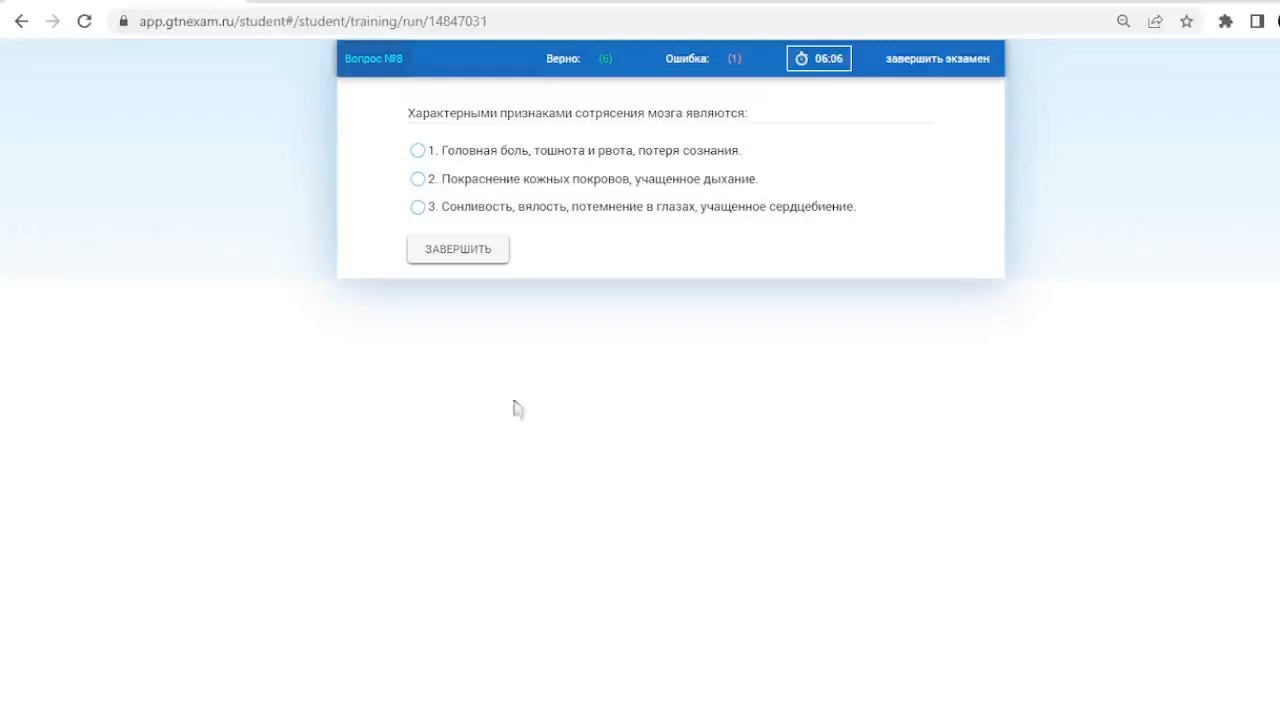 app.gtnexam.ru/student#/student/training/run/14847031
Вопрос №8 Верно: (6) Ошибка: (1) 06:06 завершить экзамен
Характерными признаками сотрясения мозга являются:
1. Головная боль, тошнота и рвота, потеря сознания.
2. Покраснение кожных покровов, учащенное дыхание.
3. Сонливость, вялость, потемнение в глазах, учащенное сердцебиение.
ЗАВЕРШИТЬ